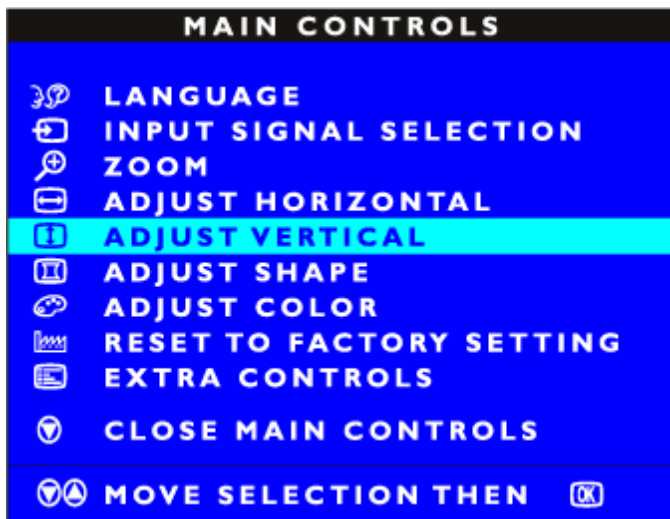 MAIN CONTROLS
LANGUAGE
INPUT SIGNAL SELECTION
ZOOM
ADJUST HORIZONTAL
ADJUST VERTICAL
ADJUST SHAPE
ADJUST COLOR
RESET TO FACTORY SETTING
EXTRA CONTROLS
CLOSE MAIN CONTROLS
MOVE SELECTION THEN OK